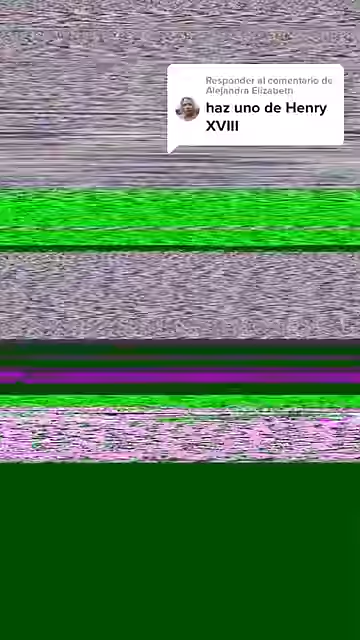 Responder al comentario de
Alejandra Elizabeth
haz uno de Henry
XVIII